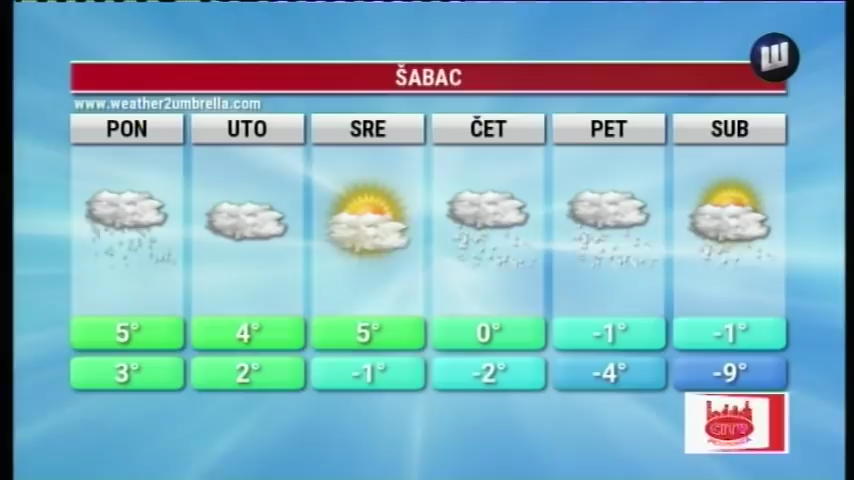 ŠABAC
www.weather2umbrella.com
PON UTO SRE ČET PET SUB
5° 4° 5° 0° -1° -1°
3° 2° -1° -2° -4° -9°
CITY